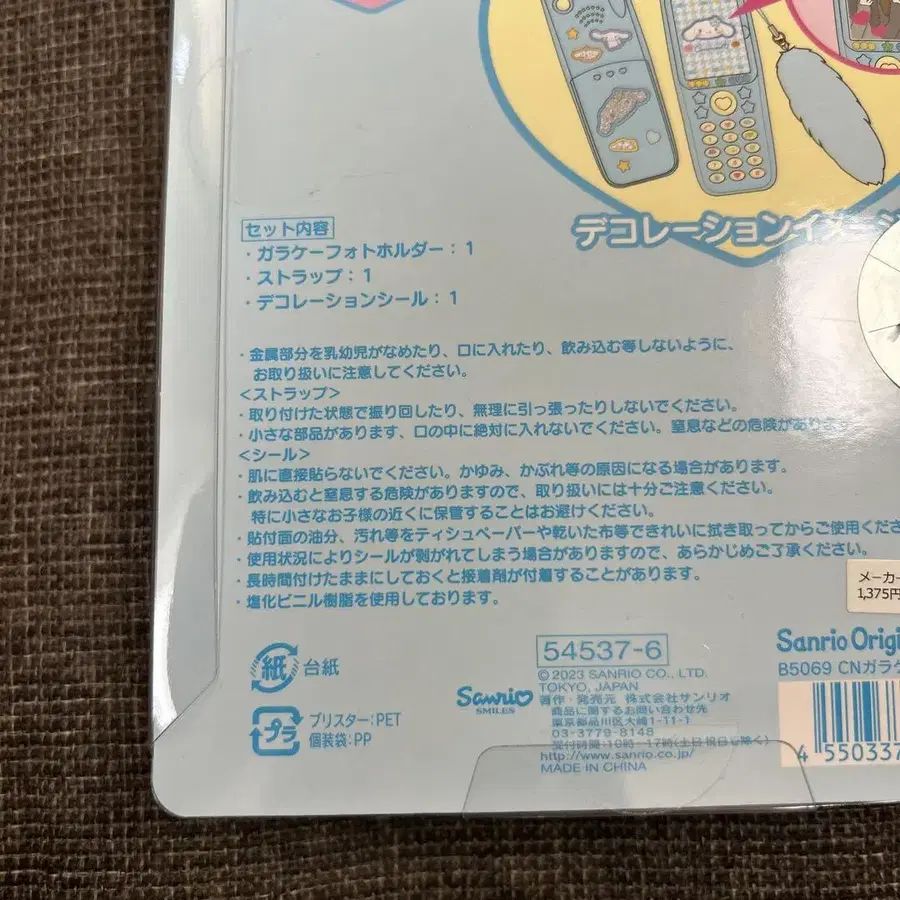 デコレーションイメージ
セット内容
・ガラケーフォトホルダー：1
・ストラップ：1
・デコレーションシール：1
・金属部分を乳幼児がなめたり、口に入れたり、飲み込む等しないように、
お取り扱いに注意してください。
<ストラップ>
・取り付けた状態で振り回したり、無理に引っ張ったりしないでください。
・小さな部品があります、口の中に絶対に入れないでください。窒息などの危険があります。
<シール>
・肌に直接貼らないでください。かゆみ、かぶれ等の原因になる場合があります。
・飲み込むと窒息する危険がありますので、取り扱いには十分ご注意ください。
特に小さなお子様の近くに保管することはお避けください。
・貼付面の油分、汚れ等をティシュペーパーや乾いた布等できれいに拭き取ってからご使用くださ
・使用状況によりシールが剝がれてしまう場合がありますので、あらかじめご了承ください。
・長時間付けたままにしておくと接着剤が付着することがあります。
・塩化ビニル樹脂を使用しております。
メーカー
1,375円
紙 台紙
プラ ブリスター：PET
個装袋：PP
Sanrio
SMILES
54537-6
© 2023 SANRIO CO., LTD.
TOKYO, JAPAN
著作・発売元 株式会社サンリオ
商品に関するお問い合わせ先
東京都品川区大崎1-11-1
03-3779-8148
受付時間：10時～17時(土日祝日を除く)
http://www.sanrio.co.jp/
MADE IN CHINA
Sanrio Origi
B5069 CNガラケ
4 550337